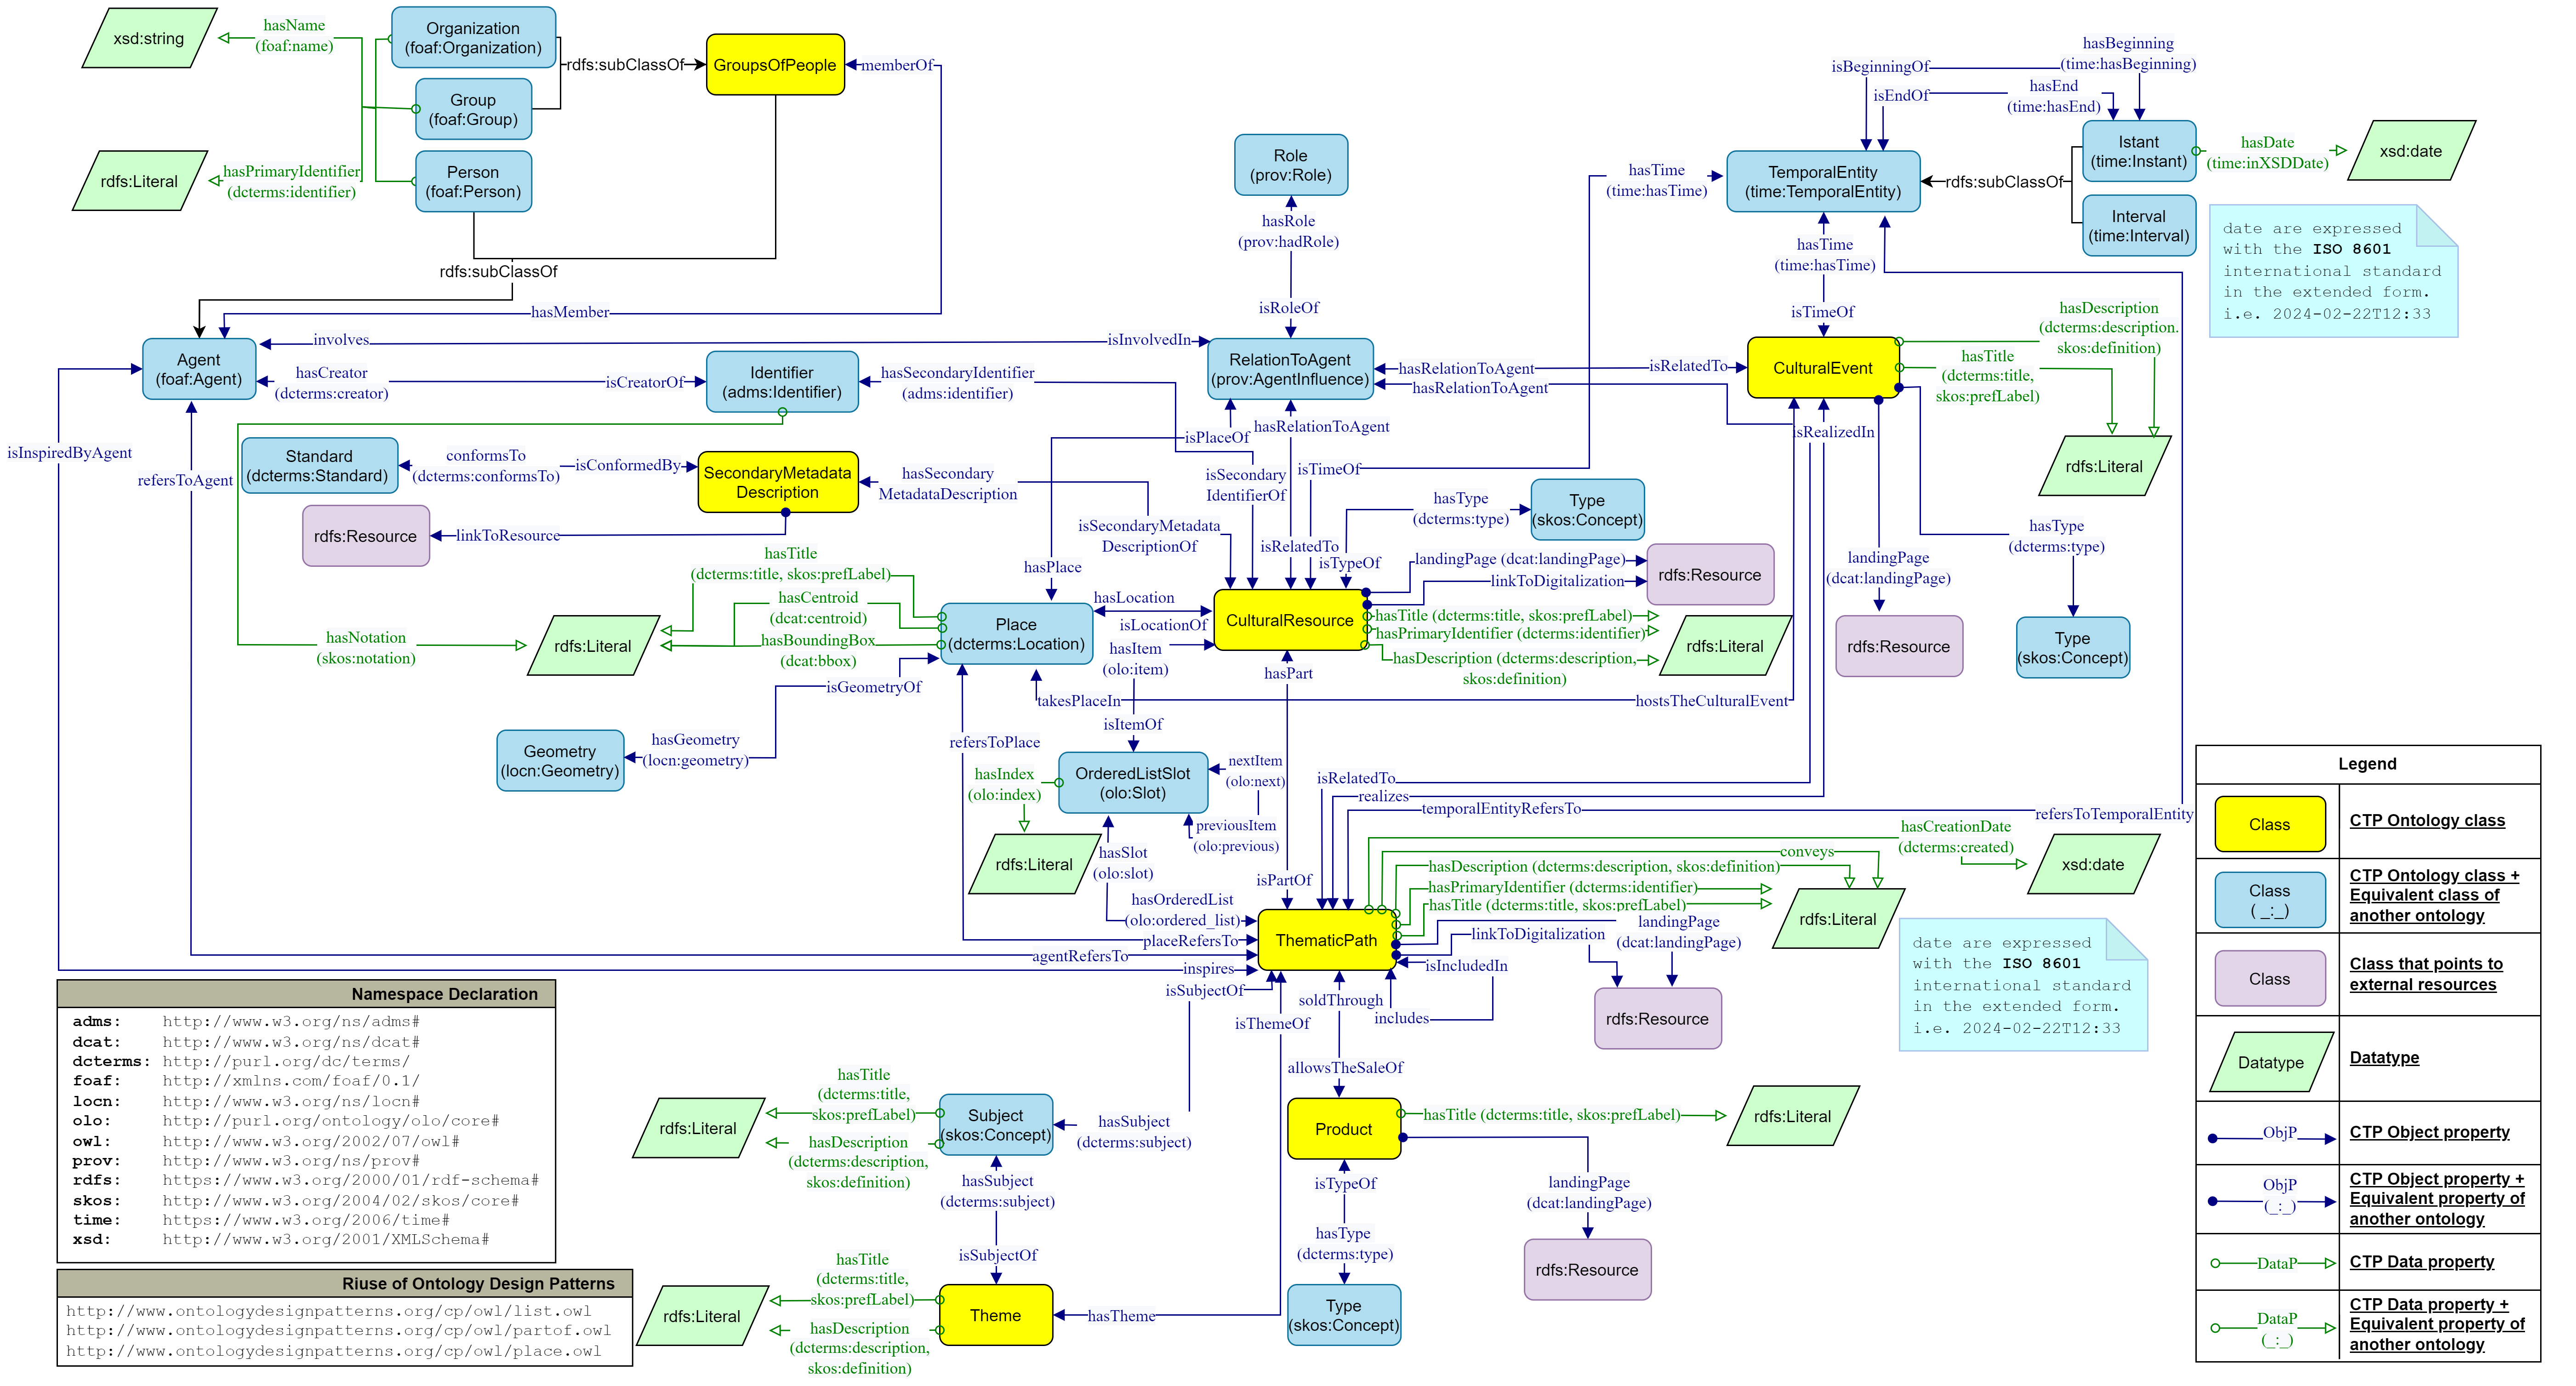 xsd:string
hasName
(foaf:name)
Organization
(foaf:Organization)
rdfs:subClassOf
GroupsOfPeople
memberOf
Group
(foaf:Group)
rdfs:Literal
hasPrimaryIdentifier
(dcterms:identifier)
Person
(foaf:Person)
rdfs:subClassOf
hasMember
hasBeginning
(time:hasBeginning)
isBeginningOf
isEndOf
hasEnd
(time:hasEnd)
Role
(prov:Role)
hasRole
(prov:hadRole)
isRoleOf
hasTime
(time:hasTime)
TemporalEntity
(time:TemporalEntity)
rdfs:subClassOf
Istant
(time:Instant)
hasDate
(time:inXSDDate)
xsd:date
Interval
(time:Interval)
date are expressed
with the ISO 8601
international standard
in the extended form.
i.e. 2024-02-22T12:33
hasTime
(time:hasTime)
isTimeOf
hasDescription
(dcterms:description.
skos:definition)
hasTitle
(dcterms:title,
skos:prefLabel)
rdfs:Literal
Agent
(foaf:Agent)
involves
isInvolvedIn
hasCreator
(dcterms:creator)
isCreatorOf
Identifier
(adms:Identifier)
hasSecondaryIdentifier
(adms:identifier)
RelationToAgent
(prov:AgentInfluence)
hasRelationToAgent
isRelatedTo
hasRelationToAgent
CulturalEvent
isInspiredByAgent
refersToAgent
Standard
(dcterms:Standard)
conformsTo
(dcterms:conformsTo)
isConformedBy
SecondaryMetadata
Description
hasSecondary
MetadataDescription
isPlaceOf
hasRelationToAgent
isSecondary
IdentifierOf
isTimeOf
isRealizedIn
rdfs:Resource
linkToResource
isSecondaryMetadata
DescriptionOf
isRelatedTo
hasType
(dcterms:type)
Type
(skos:Concept)
isTypeOf
landingPage (dcat:landingPage)
linkToDigitalization
rdfs:Resource
landingPage
(dcat:landingPage)
rdfs:Resource
hasType
(dcterms:type)
Type
(skos:Concept)
hasTitle
(dcterms:title, skos:prefLabel)
hasCentroid
(dcat:centroid)
hasBoundingBox
(dcat:bbox)
hasPlace
hasNotation
(skos:notation)
rdfs:Literal
Place
(dcterms:Location)
hasLocation
isLocationOf
CulturalResource
hasTitle (dcterms:title, skos:prefLabel)
hasPrimaryIdentifier (dcterms:identifier)
hasDescription (dcterms:description,
skos:definition)
rdfs:Literal
hasItem
(olo:item)
isItemOf
hasPart
isGeometryOf
takesPlaceIn
hostsTheCulturalEvent
Geometry
(locn:Geometry)
hasGeometry
(locn:geometry)
refersToPlace
hasIndex
(olo:index)
rdfs:Literal
OrderedListSlot
(olo:Slot)
nextItem
(olo:next)
previousItem
(olo:previous)
hasSlot
(olo:slot)
isRelatedTo
realizes
temporalEntityRefersTo
refersToTemporalEntity
isPartOf
hasOrderedList
(olo:ordered_list)
placeRefersTo
agentRefersTo
inspires
ThematicPath
hasCreationDate
(dcterms:created)
xsd:date
conveys
hasDescription (dcterms:description, skos:definition)
hasPrimaryIdentifier (dcterms:identifier)
hasTitle (dcterms:title, skos:prefLabel)
rdfs:Literal
landingPage
(dcat:landingPage)
linkToDigitalization
isIncludedIn
includes
rdfs:Resource
date are expressed
with the ISO 8601
international standard
in the extended form.
i.e. 2024-02-22T12:33
isSubjectOf
isThemeOf
soldThrough
allowsTheSaleOf
rdfs:Literal
hasTitle
(dcterms:title,
skos:prefLabel)
hasDescription
(dcterms:description,
skos:definition)
Subject
(skos:Concept)
hasSubject
(dcterms:subject)
hasSubject
(dcterms:subject)
isSubjectOf
Product
hasTitle (dcterms:title, skos:prefLabel)
rdfs:Literal
landingPage
(dcat:landingPage)
rdfs:Resource
isTypeOf
hasType
(dcterms:type)
Type
(skos:Concept)
rdfs:Literal
hasTitle
(dcterms:title,
skos:prefLabel)
hasDescription
(dcterms:description,
skos:definition)
Theme
hasTheme
Namespace Declaration
adms: http://www.w3.org/ns/adms#
dcat: http://www.w3.org/ns/dcat#
dcterms: http://purl.org/dc/terms/
foaf: http://xmlns.com/foaf/0.1/
locn: http://www.w3.org/ns/locn#
olo: http://purl.org/ontology/olo/core#
owl: http://www.w3.org/2002/07/owl#
prov: http://www.w3.org/ns/prov#
rdfs: https://www.w3.org/2000/01/rdf-schema#
skos: http://www.w3.org/2004/02/skos/core#
time: https://www.w3.org/2006/time#
xsd: http://www.w3.org/2001/XMLSchema#
Riuse of Ontology Design Patterns
http://www.ontologydesignpatterns.org/cp/owl/list.owl
http://www.ontologydesignpatterns.org/cp/owl/partof.owl
http://www.ontologydesignpatterns.org/cp/owl/place.owl
Legend
Class
CTP Ontology class
Class
( _:_)
CTP Ontology class +
Equivalent class of
another ontology
Class
Class that points to
external resources
Datatype
Datatype
ObjP
CTP Object property
ObjP
(_:_)
CTP Object property +
Equivalent property of
another ontology
DataP
CTP Data property
DataP
(_:_)
CTP Data property +
Equivalent property of
another ontology